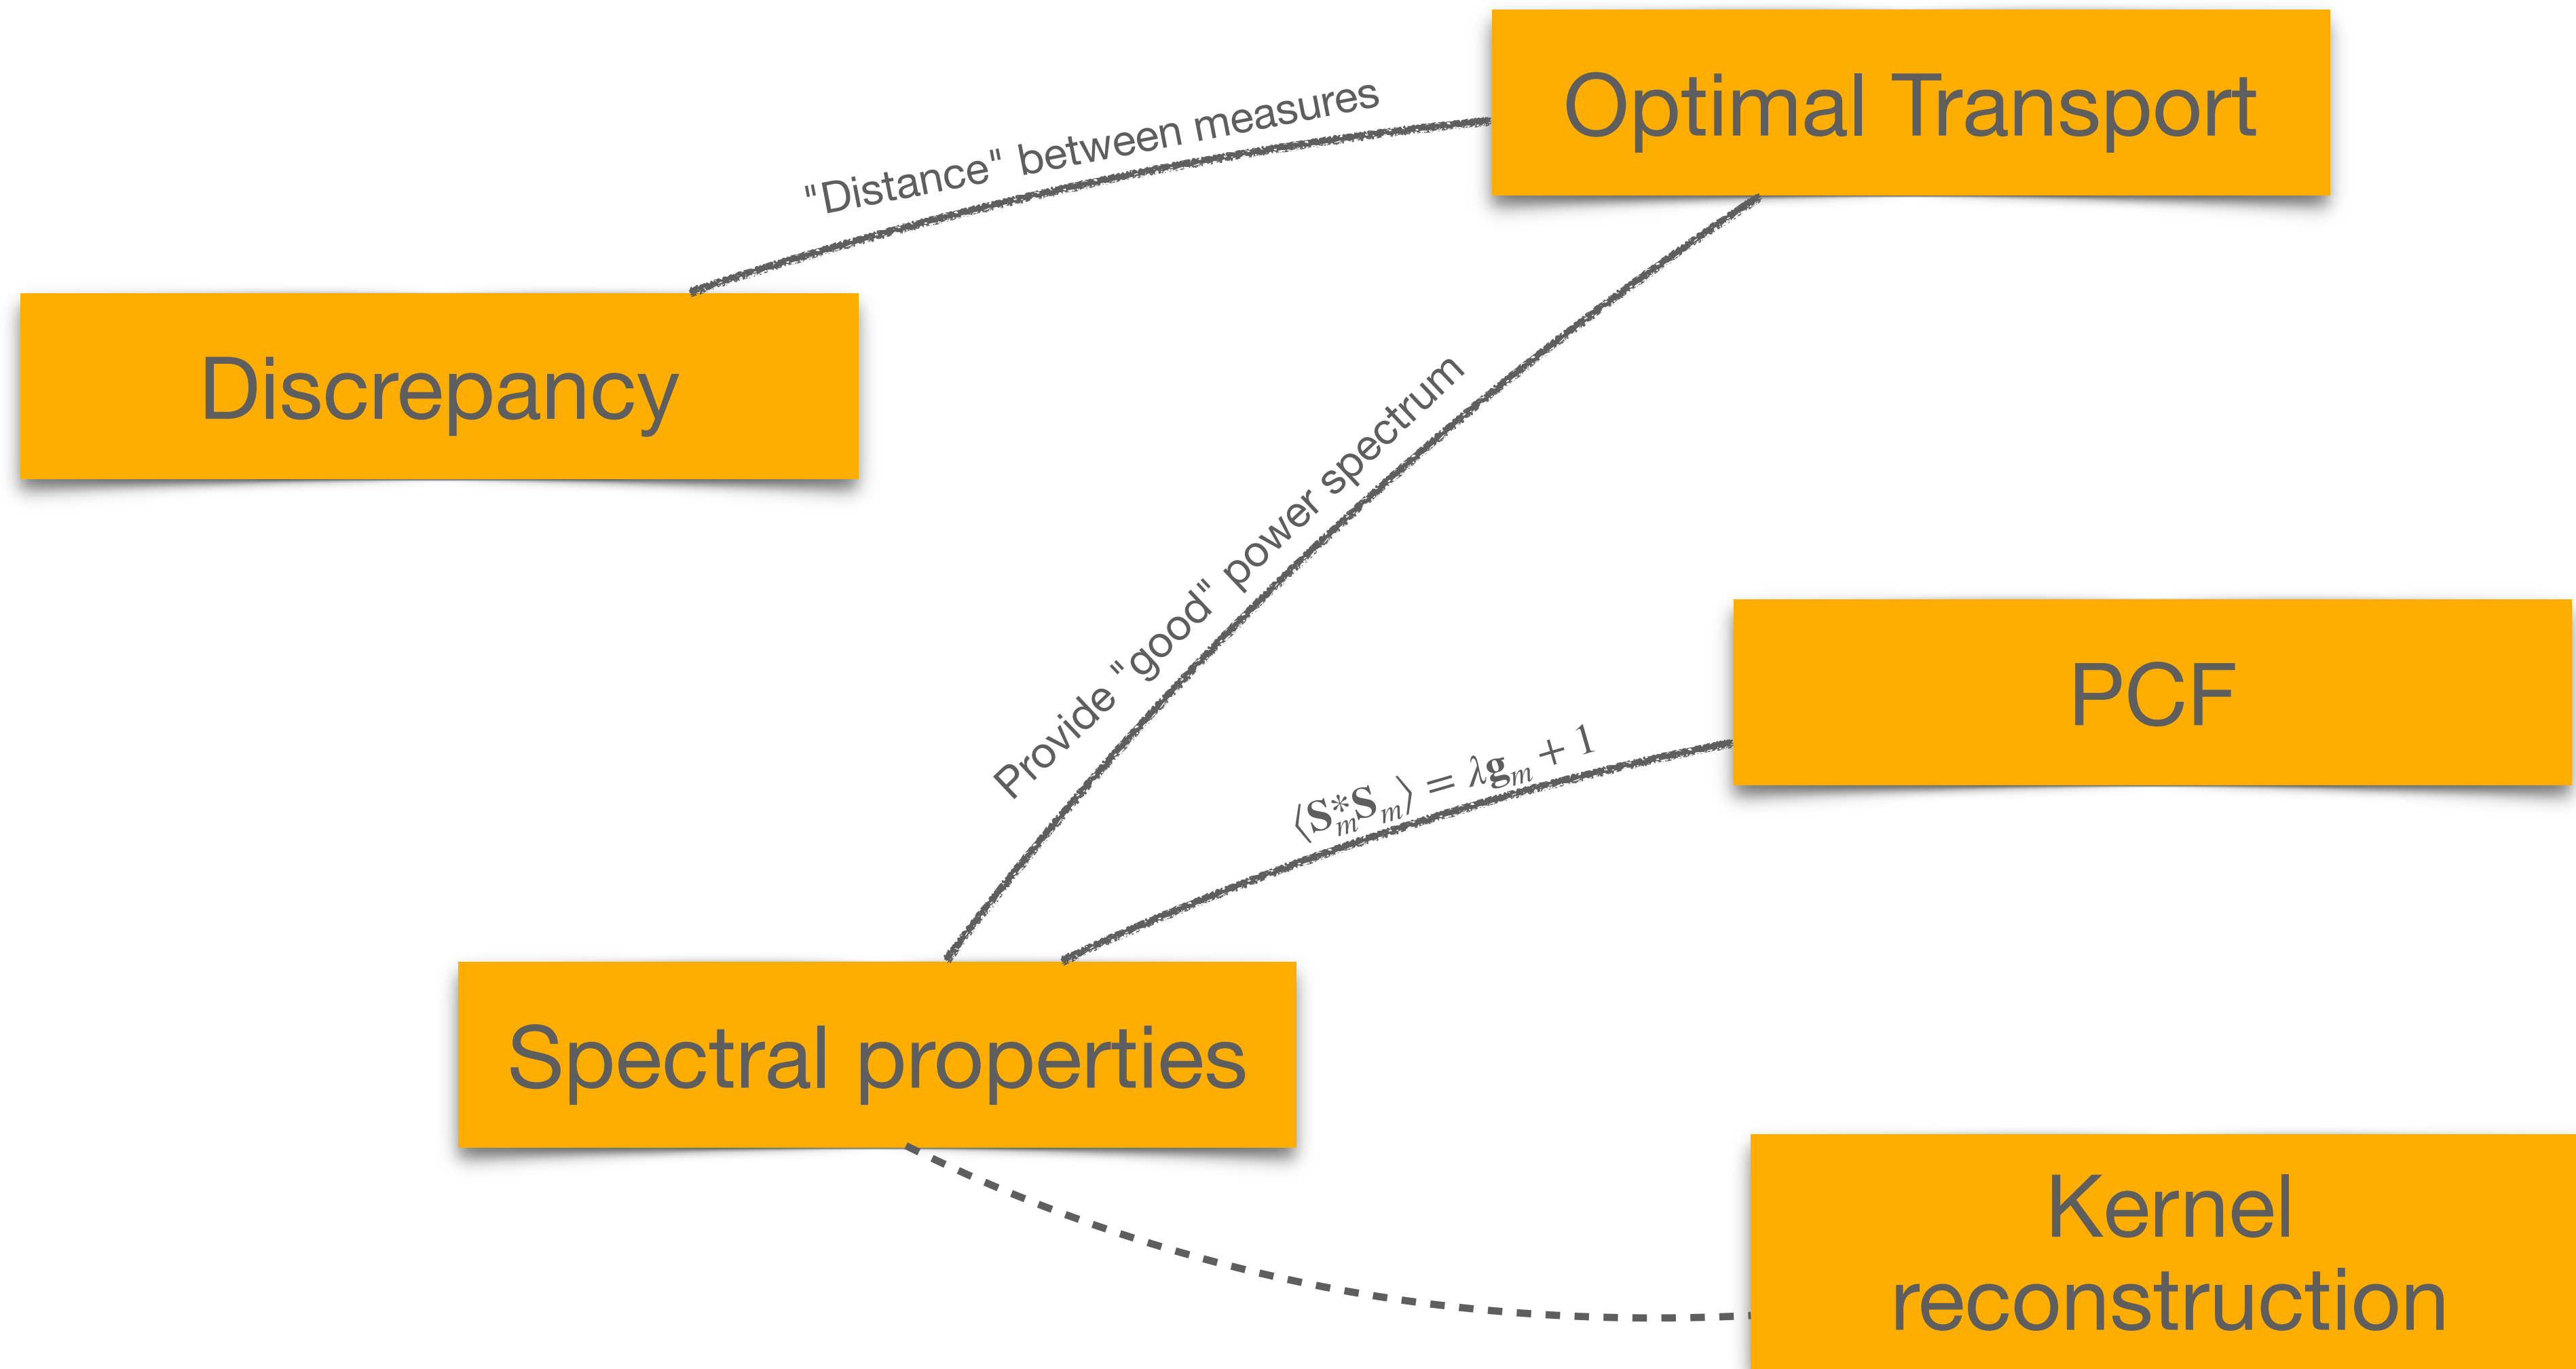 Optimal Transport
"Distance" between measures
Discrepancy
Provide "good" power spectrum
PCF
⟨S*ₘSₘ⟩ = λgₘ + 1
Spectral properties
Kernel
reconstruction